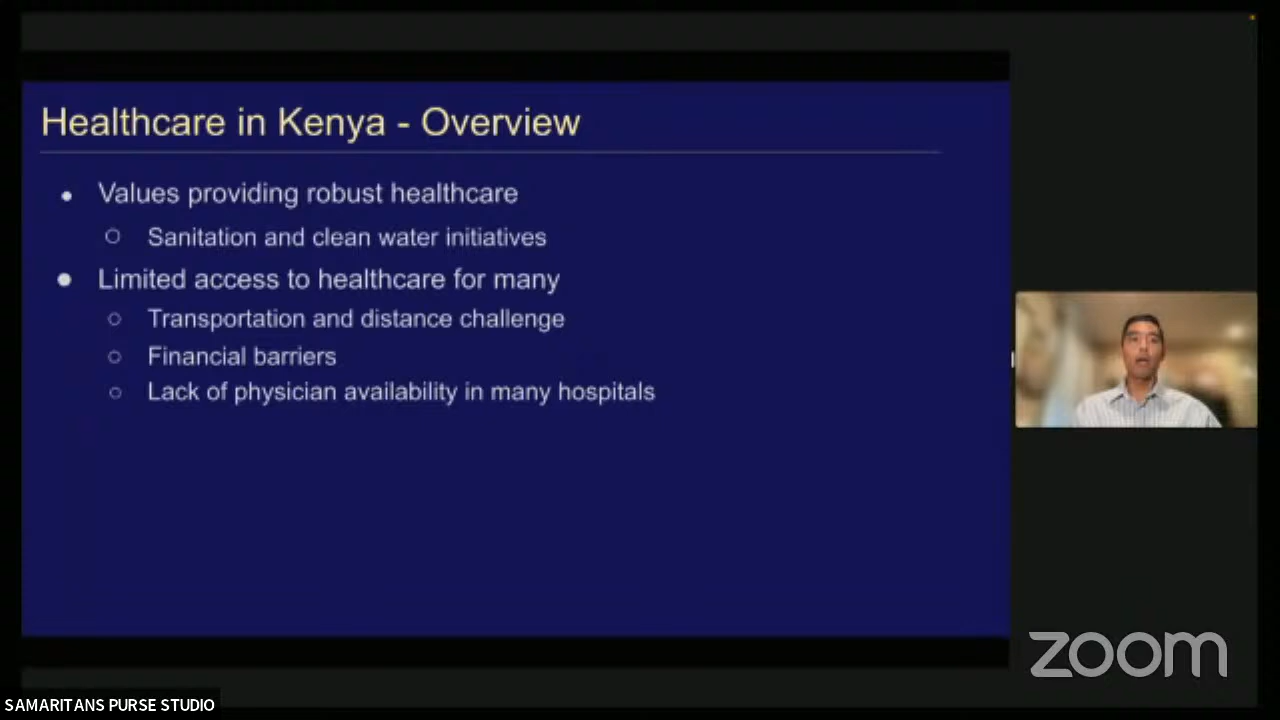 Healthcare in Kenya - Overview
Values providing robust healthcare
Sanitation and clean water initiatives
Limited access to healthcare for many
Transportation and distance challenge
Financial barriers
Lack of physician availability in many hospitals
zoom
SAMARITANS PURSE STUDIO